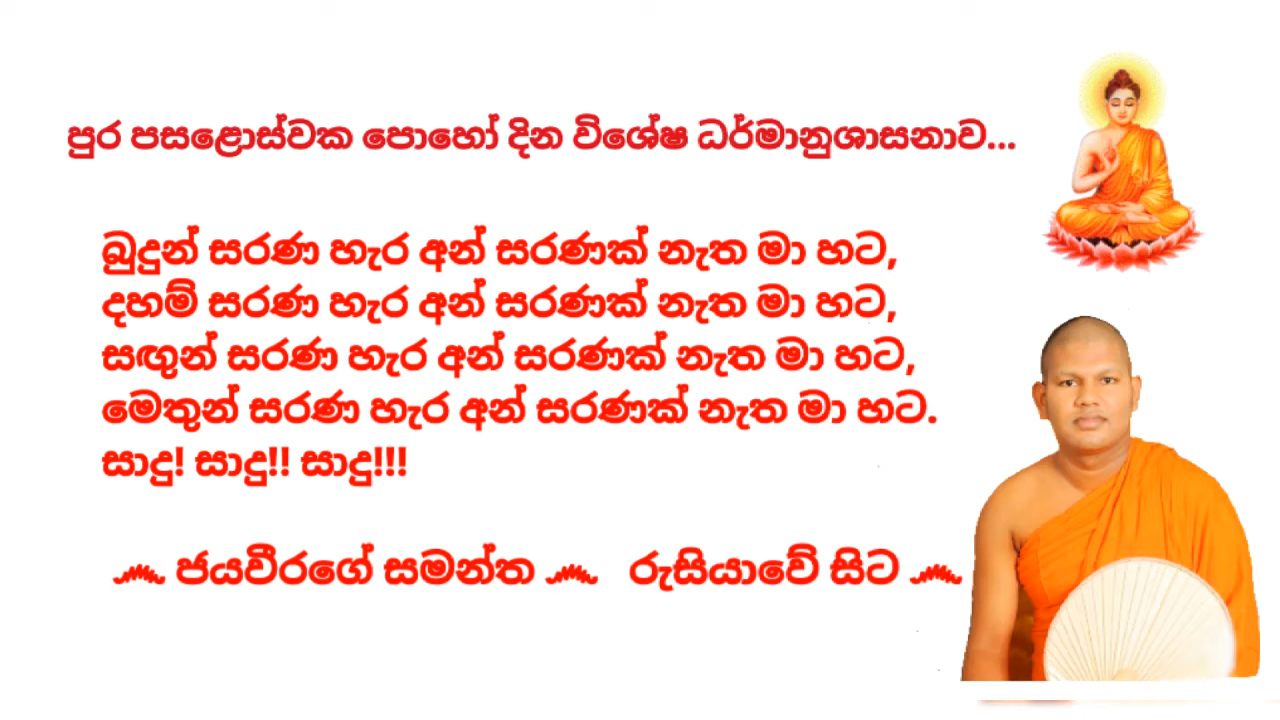 පුර පසළොස්වක පොහෝ දින විශේෂ ධර්මානුශාසනාව...
බුදුන් සරණ හැර අන් සරණක් නැත මා හට,
දහම් සරණ හැර අන් සරණක් නැත මා හට,
සඟුන් සරණ හැර අන් සරණක් නැත මා හට,
මෙතුන් සරණ හැර අන් සරණක් නැත මා හට.
සාදු! සාදු!! සාදු!!!
෴ ජයවීරගේ සමන්ත ෴ රුසියාවේ සිට ෴